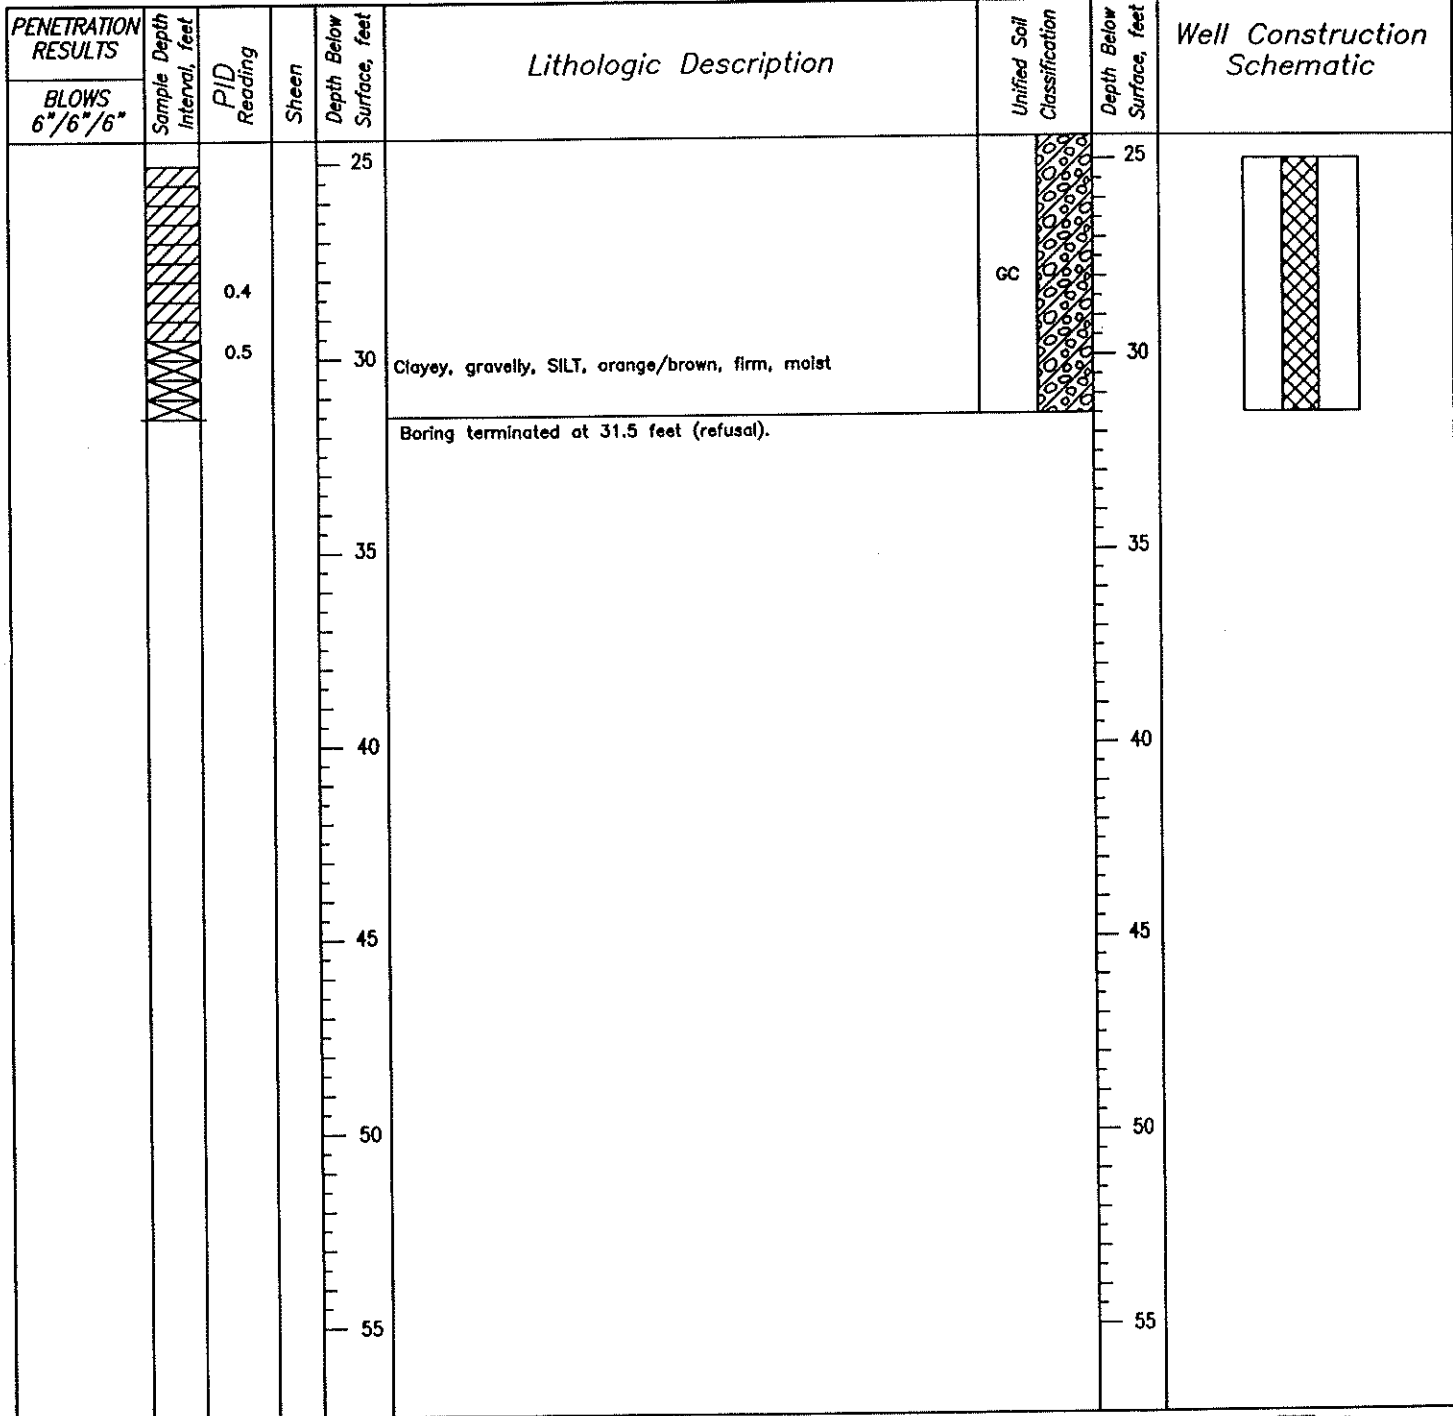 PENETRATION
RESULTS
BLOWS
6"/6"/6"
Sample Depth
Interval, feet
PID
Reading
Sheen
Depth Below
Surface, feet
Lithologic Description
Unified Soil
Classification
Depth Below
Surface, feet
Well Construction
Schematic
25
25
0.4
GC
0.5
30
Clayey, gravelly, SILT, orange/brown, firm, moist
30
Boring terminated at 31.5 feet (refusal).
35
35
40
40
45
45
50
50
55
55